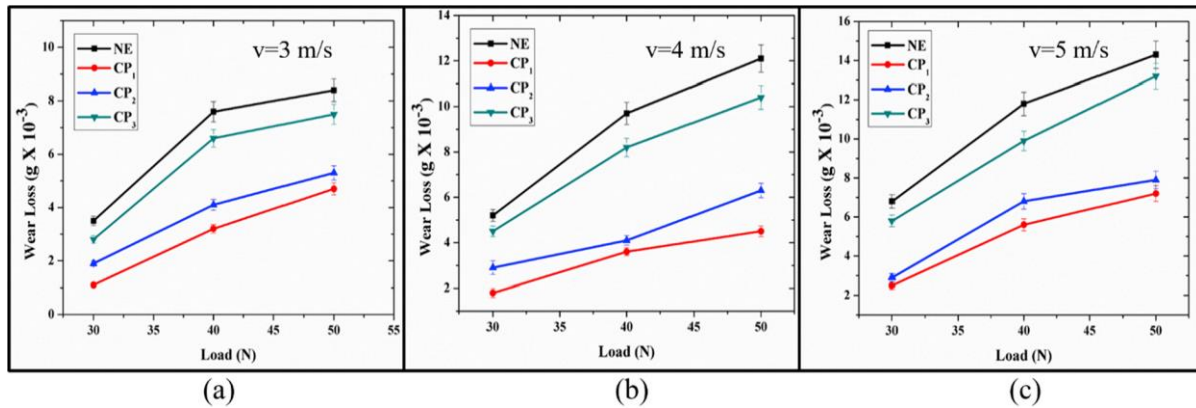 v=3 m/s
NE
CP₁
CP₂
CP₃
Wear Loss (g X 10⁻³)
10
8
6
4
2
0
30 35 40 45 50 55
Load (N)
(a)
v=4 m/s
NE
CP₁
CP₂
CP₃
Wear Loss (g X 10⁻³)
14
12
10
8
6
4
2
30 35 40 45 50
Load (N)
(b)
v=5 m/s
NE
CP₁
CP₂
CP₃
Wear Loss (g X 10⁻³)
16
14
12
10
8
6
4
2
30 35 40 45 50
Load (N)
(c)